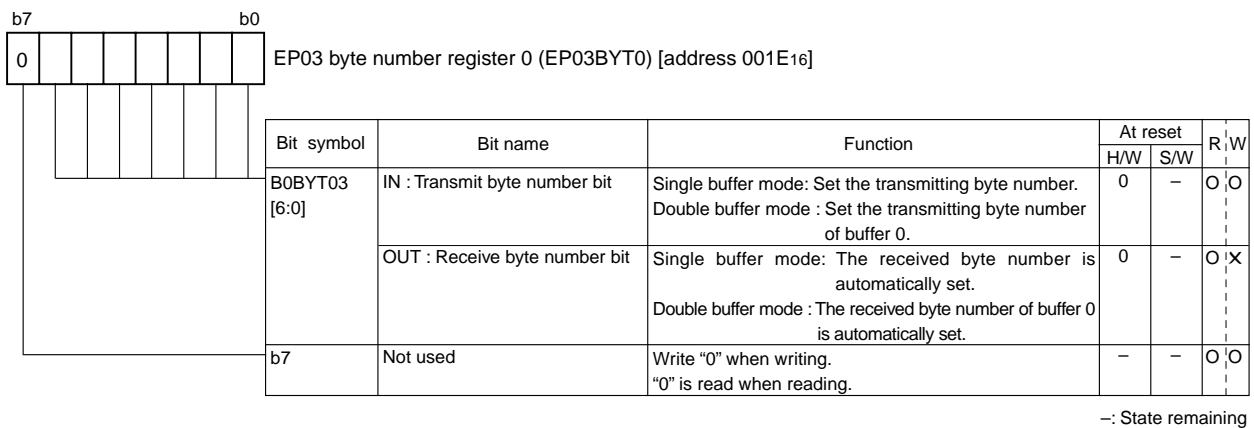 b7 b0
0
EP03 byte number register 0 (EP03BYT0) [address 001E16]
Bit symbol Bit name Function At reset R W
H/W S/W
B0BYT03 IN : Transmit byte number bit Single buffer mode: Set the transmitting byte number. 0 – O O
[6:0] Double buffer mode : Set the transmitting byte number
of buffer 0.
OUT : Receive byte number bit Single buffer mode: The received byte number is 0 – O ×
automatically set.
Double buffer mode : The received byte number of buffer 0
is automatically set.
b7 Not used Write “0” when writing. – – O O
“0” is read when reading.
–: State remaining